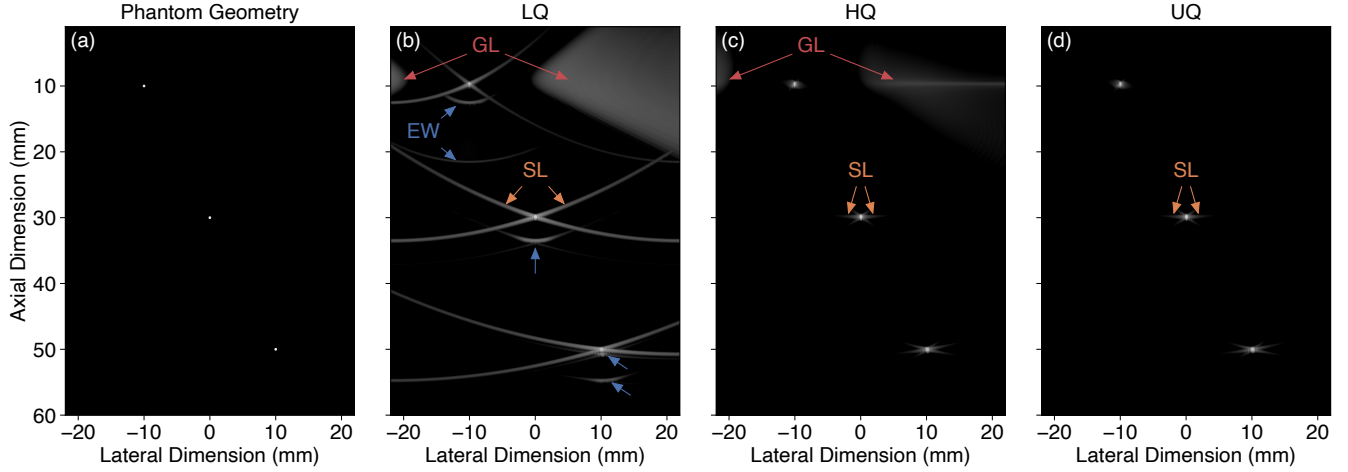 Phantom Geometry
LQ
HQ
UQ
(a)
(b)
(c)
(d)
GL
GL
EW
SL
SL
SL
Axial Dimension (mm)
10
20
30
40
50
60
−20 −10 0 10 20
−20 −10 0 10 20
−20 −10 0 10 20
−20 −10 0 10 20
Lateral Dimension (mm)
Lateral Dimension (mm)
Lateral Dimension (mm)
Lateral Dimension (mm)